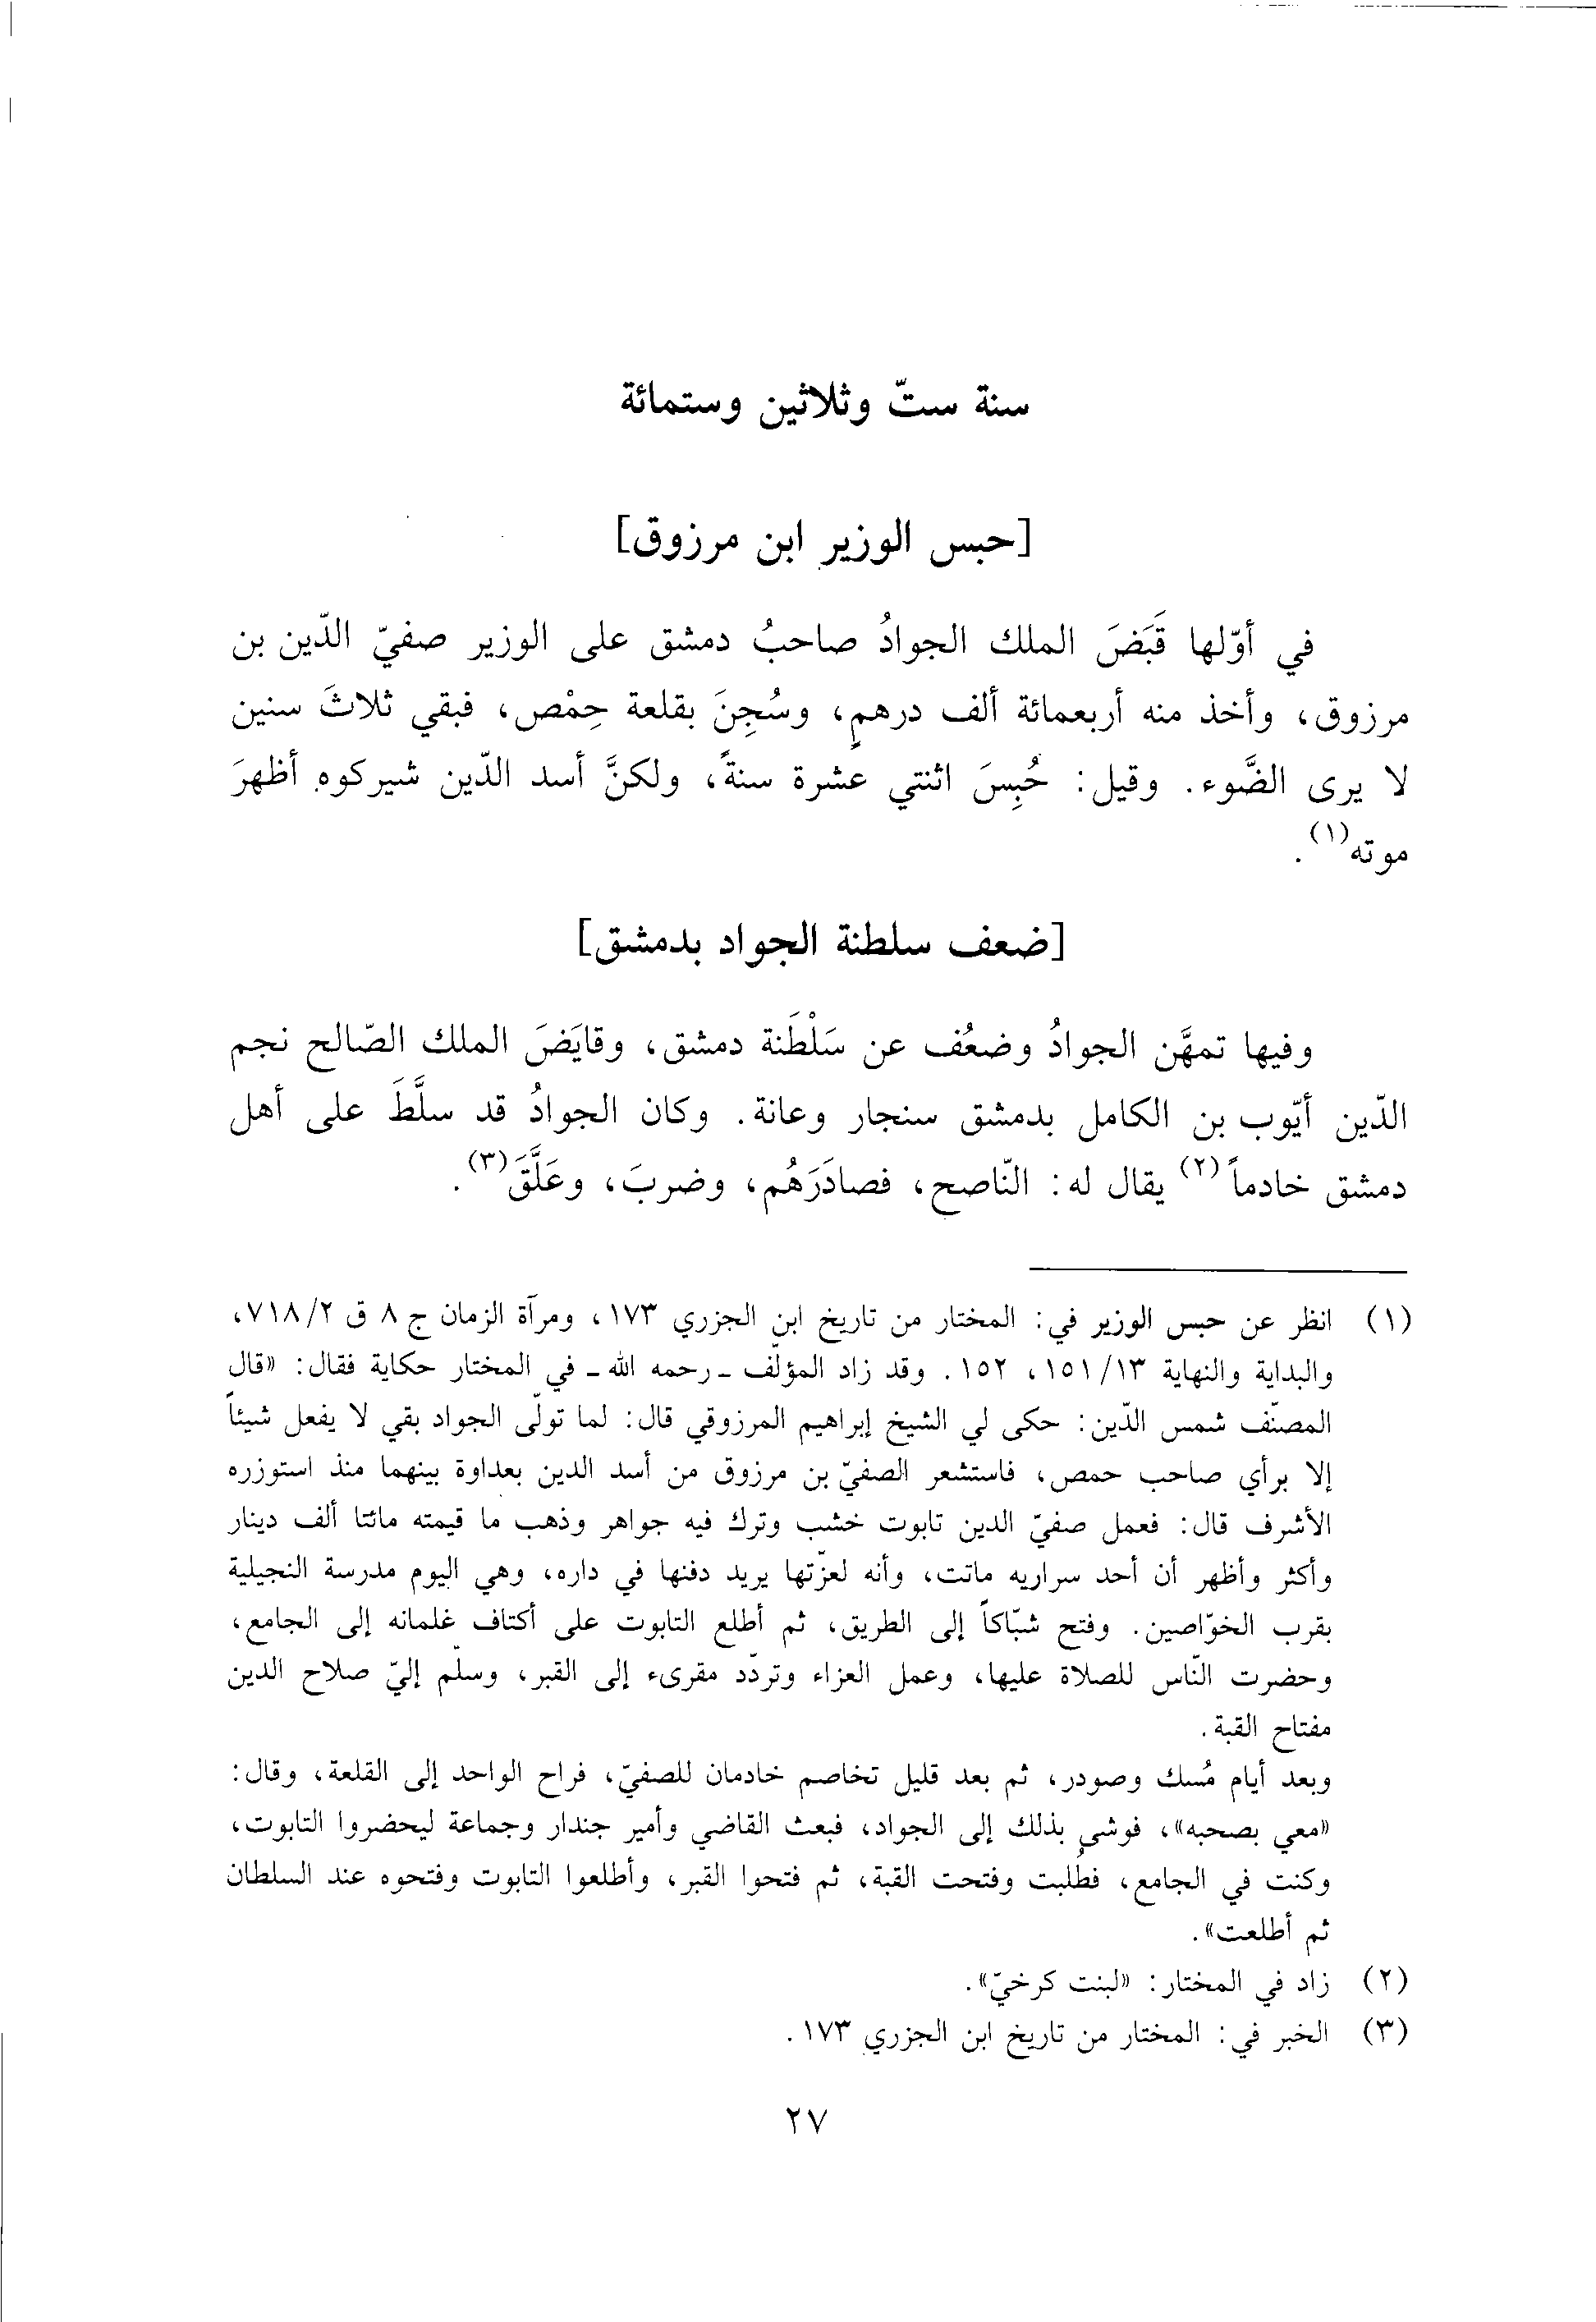 سنة ستّ وثلاثين وستمائة
[حبس الوزير ابن مرزوق]
في أوّلها قَبَضَ الملك الجوادُ صاحبُ دمشق على الوزير صفيّ الدّين بن
مرزوق، وأخذ منه أربعمائة ألف درهمٍ، وسُجِنَ بقلعة حِمْص، فبقي ثلاثَ سنين
لا يرى الضَّوء. وقيل: حُبِسَ اثنتي عشرة سنةً، ولكنَّ أسد الدّين شيركوه أظهرَ
موته(١).
[ضعف سلطنة الجواد بدمشق]
وفيها تمهَّن الجوادُ وضعُف عن سَلْطَنة دمشق، وقايَضَ الملك الصّالح نجم
الدّين أيّوب بن الكامل بدمشق سنجار وعانة. وكان الجوادُ قد سلَّطَ على أهل
دمشق خادماً(٢) يقال له: النّاصح، فصادَرَهُم، وضربَ، وعَلَّقَ(٣).
(١) انظر عن حبس الوزير في: المختار من تاريخ ابن الجزري ١٧٣، ومرآة الزمان ج ٨ ق ٧١٨/٢،
والبداية والنهاية ١٥١/١٣، ١٥٢. وقد زاد المؤلّف ـ رحمه الله ـ في المختار حكاية فقال: «قال
المصنّف شمس الدّين: حكى لي الشيخ إبراهيم المرزوقي قال: لما تولّى الجواد بقي لا يفعل شيئاً
إلا برأي صاحب حمص، فاستشعر الصفيّ بن مرزوق من أسد الدين بعداوة بينهما منذ استوزره
الأشرف قال: فعمل صفيّ الدين تابوت خشب وترك فيه جواهر وذهب ما قيمته مائتا ألف دينار
وأكثر وأظهر أن أحد سراريه ماتت، وأنه لعزّتها يريد دفنها في داره، وهي اليوم مدرسة النجيلية
بقرب الخوّاصين. وفتح شبّاكاً إلى الطريق، ثم أطلع التابوت على أكتاف غلمانه إلى الجامع،
وحضرت النّاس للصلاة عليها، وعمل العزاء وتردّد مقرىء إلى القبر، وسلّم إليّ صلاح الدين
مفتاح القبة.
وبعد أيام مُسك وصودر، ثم بعد قليل تخاصم خادمان للصفيّ، فراح الواحد إلى القلعة، وقال:
«معي بصحبه»، فوشى بذلك إلى الجواد، فبعث القاضي وأمير جندار وجماعة ليحضروا التابوت،
وكنت في الجامع، فطُلبت وفتحت القبة، ثم فتحوا القبر، وأطلعوا التابوت وفتحوه عند السلطان
ثم أطلعت».
(٢) زاد في المختار: «لبنت كرخيّ».
(٣) الخبر في: المختار من تاريخ ابن الجزري ١٧٣.
٢٧